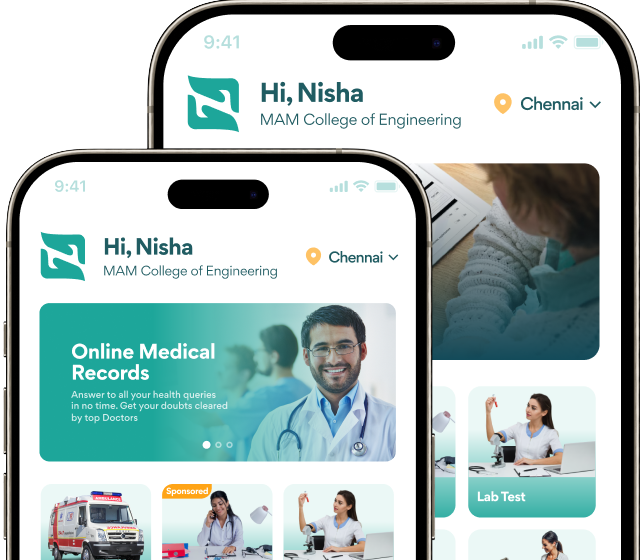 9:41
Hi, Nisha
MAM College of Engineering
Chennai
Lab Test
9:41
Hi, Nisha
MAM College of Engineering
Chennai
Online Medical
Records
Answer to all your health queries
in no time. Get your doubts cleared
by top Doctors
Sponsored
AMBULANCE